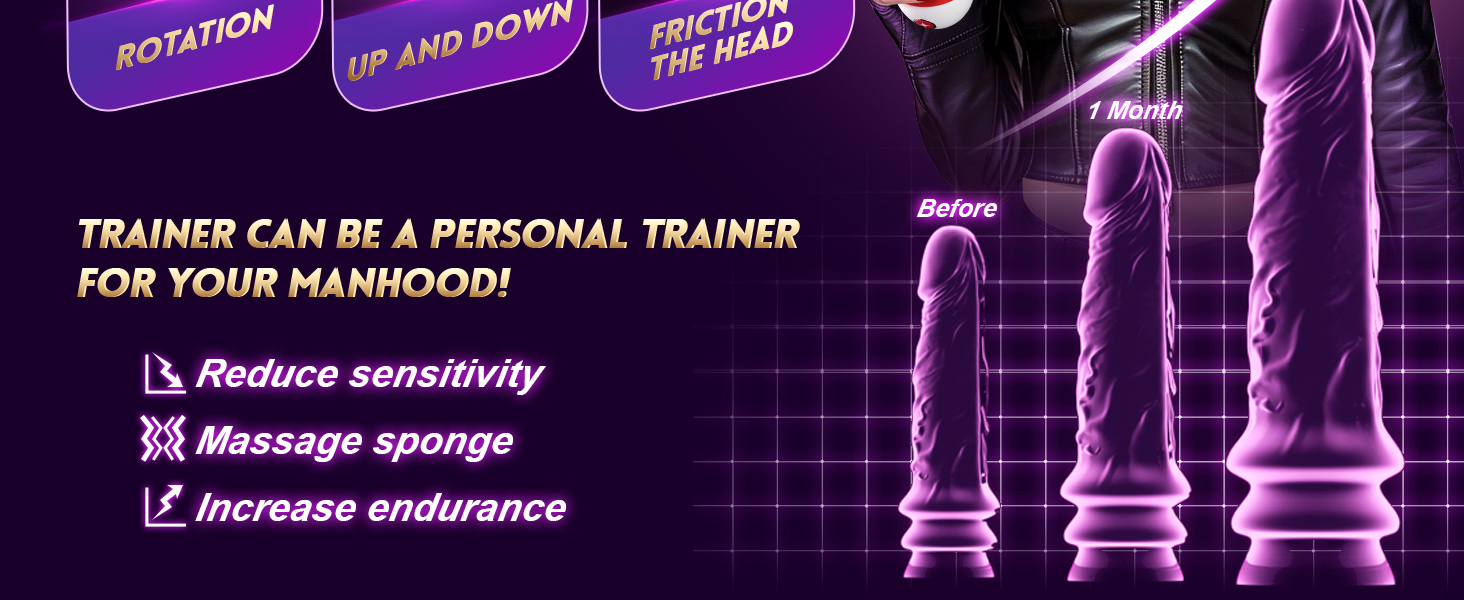 ROTATION
UP AND DOWN
FRICTION
THE HEAD
1 Month
Before
TRAINER CAN BE A PERSONAL TRAINER
FOR YOUR MANHOOD!
Reduce sensitivity
Massage sponge
Increase endurance